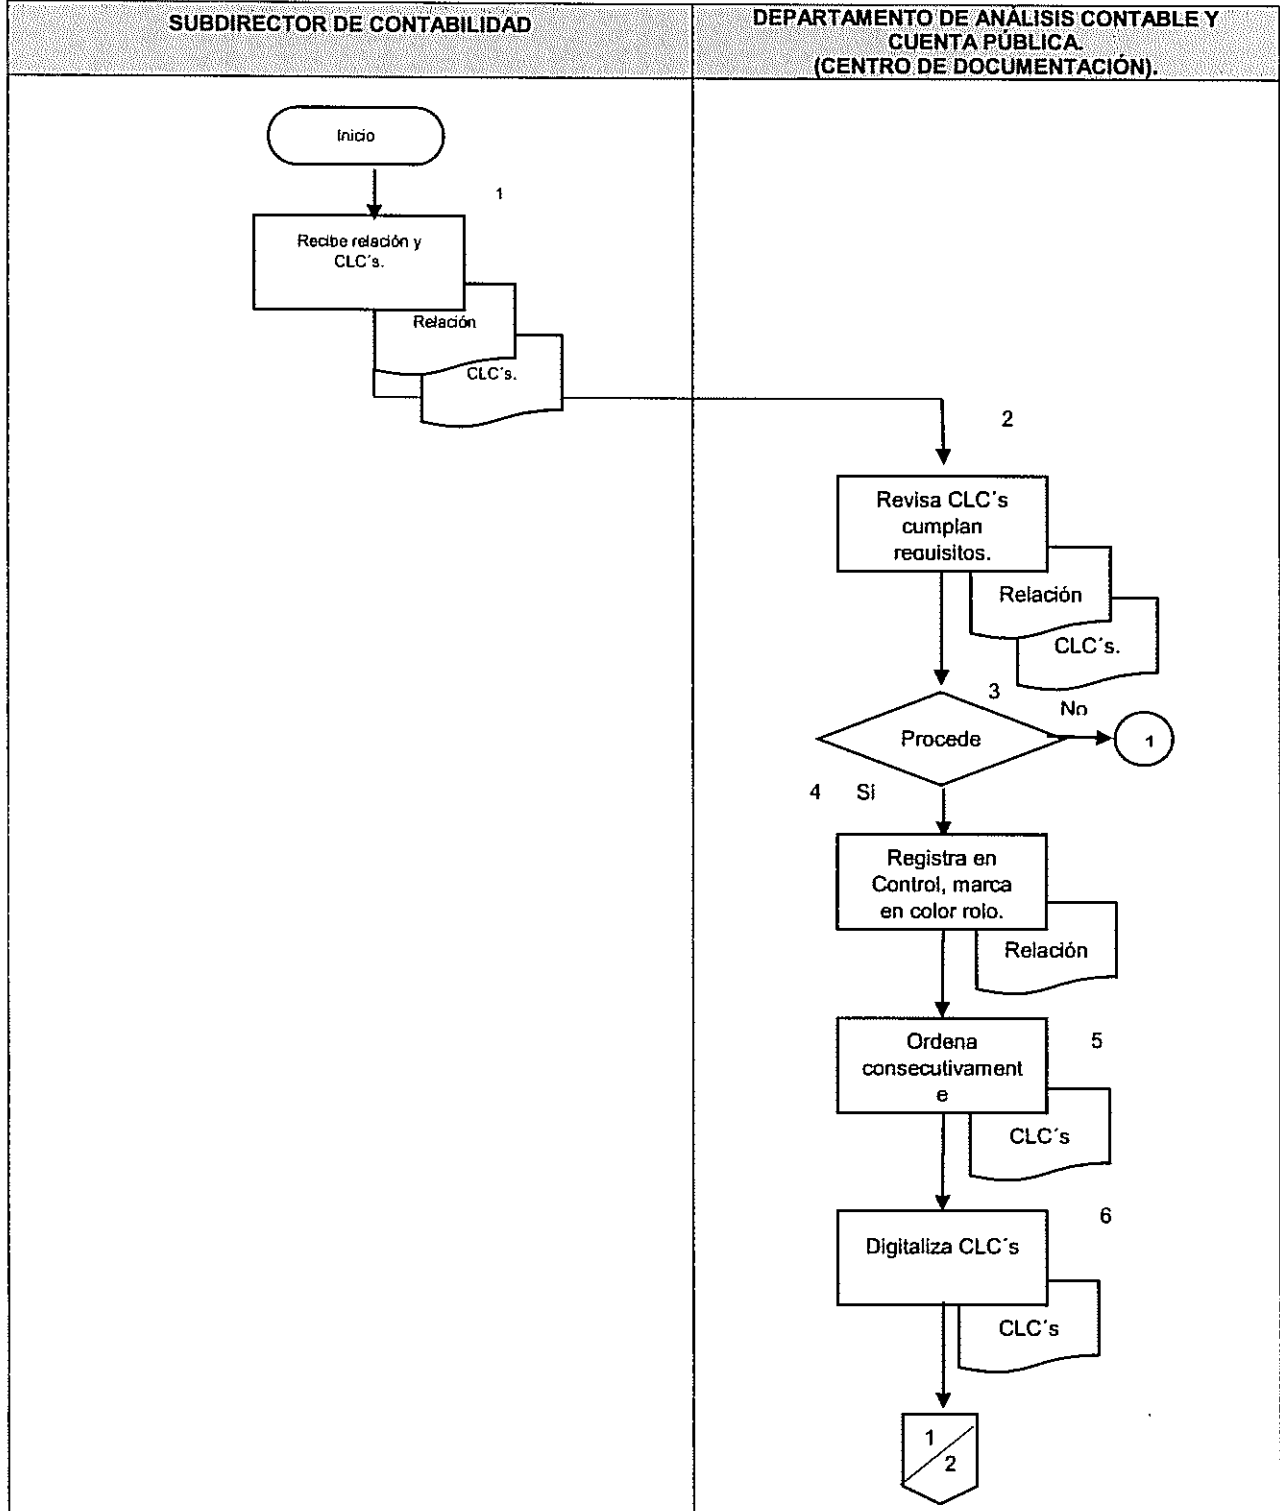 SUBDIRECTOR DE CONTABILIDAD
DEPARTAMENTO DE ANÁLISIS CONTABLE Y
CUENTA PÚBLICA.
(CENTRO DE DOCUMENTACIÓN).
Inicio
1
Recibe relación y
CLC´s.
Relación
CLC´s.
2
Revisa CLC´s
cumplan
requisitos.
Relación
CLC´s.
3
No
Procede
1
4 Si
Registra en
Control, marca
en color rojo.
Relación
Ordena
consecutivament
e
5
CLC´s
6
Digitaliza CLC´s
CLC´s
1
2